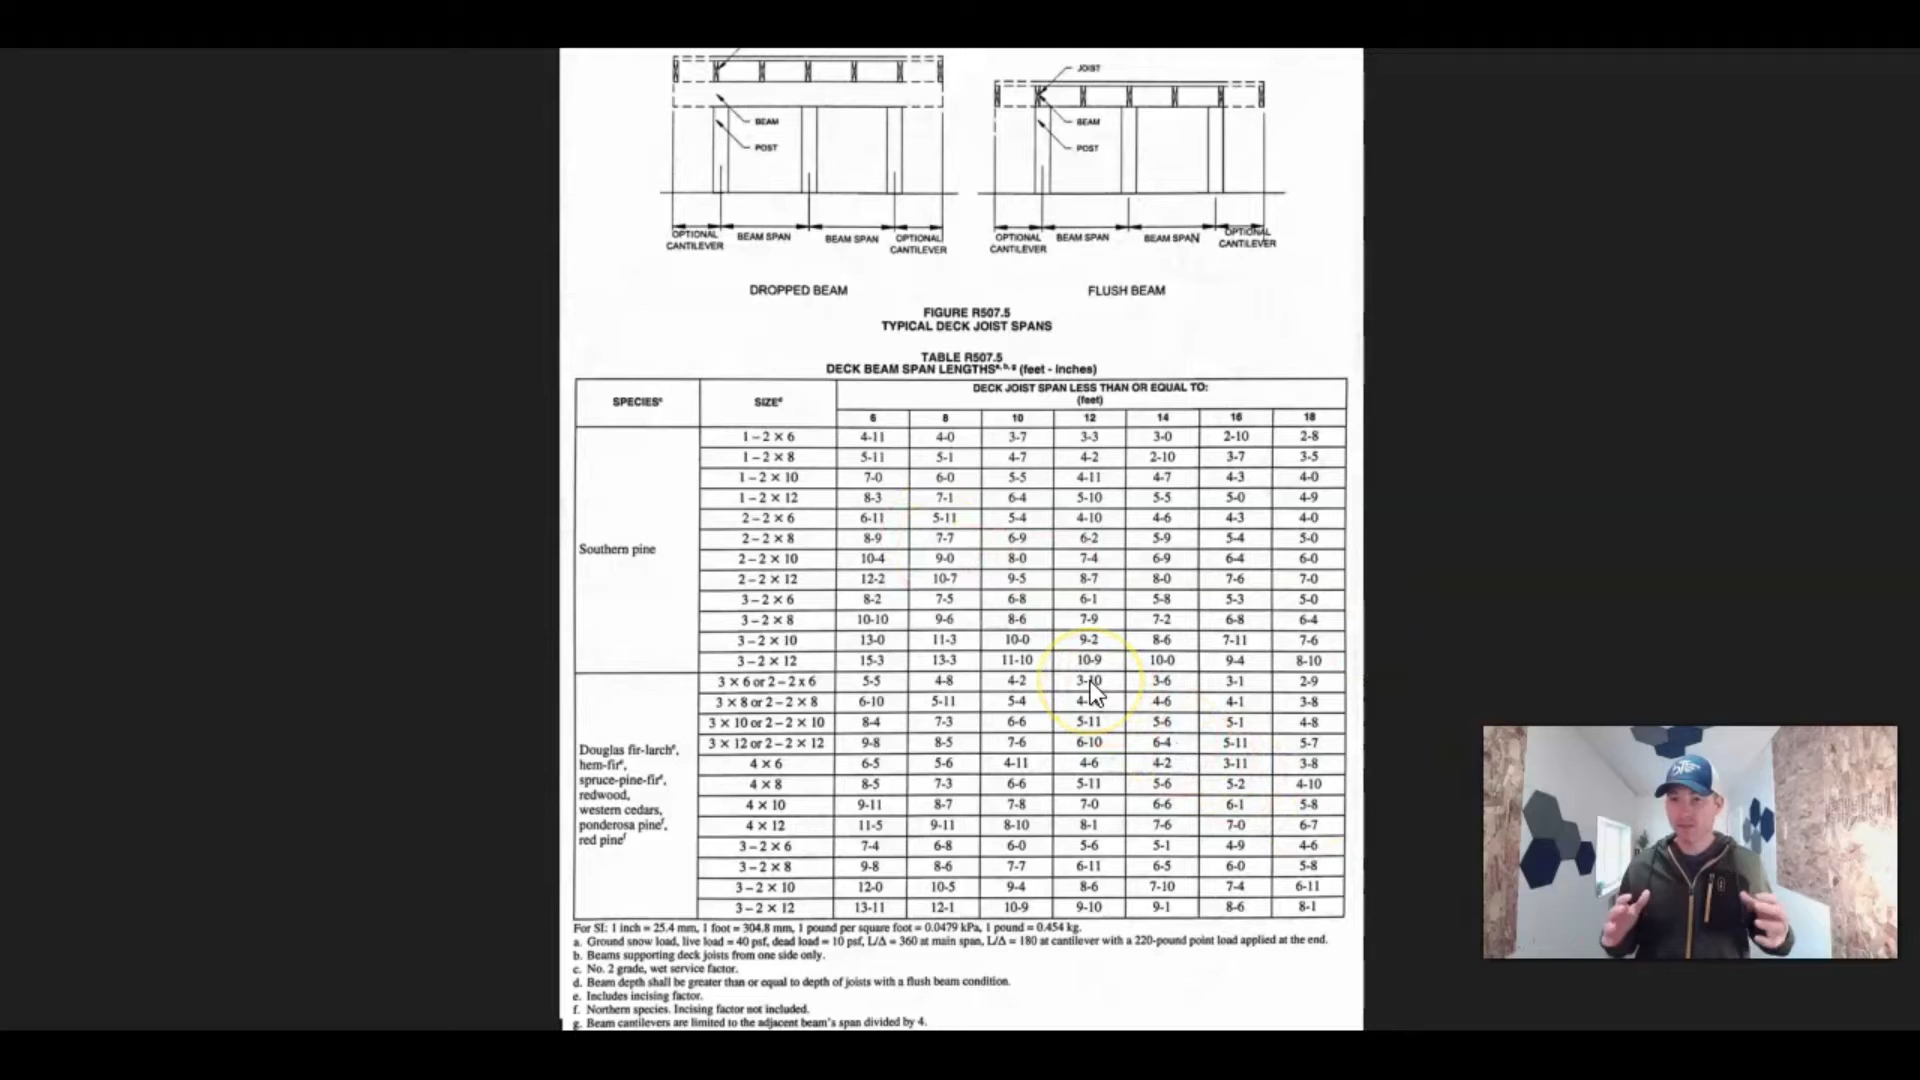 JOIST
BEAM
BEAM
POST
POST
OPTIONAL CANTILEVER
BEAM SPAN
BEAM SPAN
OPTIONAL CANTILEVER
OPTIONAL CANTILEVER
BEAM SPAN
BEAM SPAN
OPTIONAL CANTILEVER
DROPPED BEAM
FLUSH BEAM
FIGURE R507.5
TYPICAL DECK JOIST SPANS
TABLE R507.5
DECK BEAM SPAN LENGTHSa, b, g (feet - inches)
SPECIESc
SIZEd
DECK JOIST SPAN LESS THAN OR EQUAL TO:
(feet)
6 8 10 12 14 16 18
Southern pine
1 – 2 × 6 4-11 4-0 3-7 3-3 3-0 2-10 2-8
1 – 2 × 8 5-11 5-1 4-7 4-2 2-10 3-7 3-5
1 – 2 × 10 7-0 6-0 5-5 4-11 4-7 4-3 4-0
1 – 2 × 12 8-3 7-1 6-4 5-10 5-5 5-0 4-9
2 – 2 × 6 6-11 5-11 5-4 4-10 4-6 4-3 4-0
2 – 2 × 8 8-9 7-7 6-9 6-2 5-9 5-4 5-0
2 – 2 × 10 10-4 9-0 8-0 7-4 6-9 6-4 6-0
2 – 2 × 12 12-2 10-7 9-5 8-7 8-0 7-6 7-0
3 – 2 × 6 8-2 7-5 6-8 6-1 5-8 5-3 5-0
3 – 2 × 8 10-10 9-6 8-6 7-9 7-2 6-8 6-4
3 – 2 × 10 13-0 11-3 10-0 9-2 8-6 7-11 7-6
3 – 2 × 12 15-3 13-3 11-10 10-9 10-0 9-4 8-10
Douglas fir-larche,
hem-fire,
spruce-pine-fire,
redwood,
western cedars,
ponderosa pinef,
red pinef
3 × 6 or 2 – 2 x 6 5-5 4-8 4-2 3-10 3-6 3-1 2-9
3 × 8 or 2 – 2 × 8 6-10 5-11 5-4 4-6 4-1 3-8
3 × 10 or 2 – 2 × 10 8-4 7-3 6-6 5-11 5-6 5-1 4-8
3 × 12 or 2 – 2 × 12 9-8 8-5 7-6 6-10 6-4 5-11 5-7
4 × 6 6-5 5-6 4-11 4-6 4-2 3-11 3-8
4 × 8 8-5 7-3 6-6 5-11 5-6 5-2 4-10
4 × 10 9-11 8-7 7-8 7-0 6-6 6-1 5-8
4 × 12 11-5 9-11 8-10 8-1 7-6 7-0 6-7
3 – 2 × 6 7-4 6-8 6-0 5-6 5-1 4-9 4-6
3 – 2 × 8 9-8 8-6 7-7 6-11 6-5 6-0 5-8
3 – 2 × 10 12-0 10-5 9-4 8-6 7-10 7-4 6-11
3 – 2 × 12 13-11 12-1 10-9 9-10 9-1 8-6 8-1
For SI: 1 inch = 25.4 mm, 1 foot = 304.8 mm, 1 pound per square foot = 0.0479 kPa, 1 pound = 0.454 kg.
a. Ground snow load, live load = 40 psf, dead load = 10 psf, L/Δ = 360 at main span, L/Δ = 180 at cantilever with a 220-pound point load applied at the end.
b. Beams supporting deck joists from one side only.
c. No. 2 grade, wet service factor.
d. Beam depth shall be greater than or equal to depth of joists with a flush beam condition.
e. Includes incising factor.
f. Northern species. Incising factor not included.
g. Beam cantilevers are limited to the adjacent beam's span divided by 4.